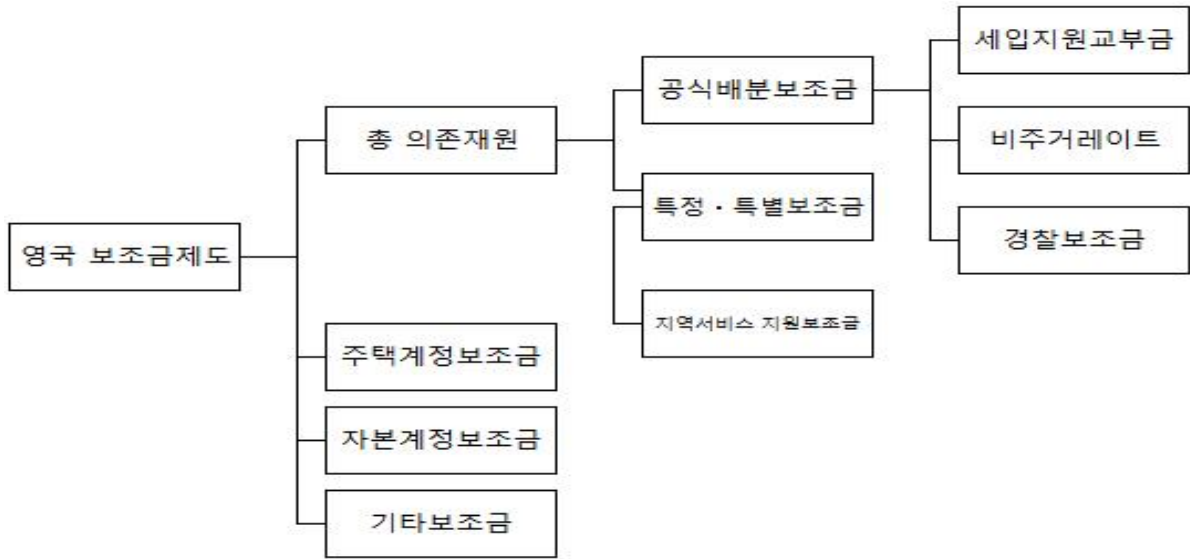 세입지원교부금
공식배분보조금
총 의존재원
비주거레이트
특정·특별보조금
영국 보조금제도
경찰보조금
지역서비스 지원보조금
주택계정보조금
자본계정보조금
기타보조금